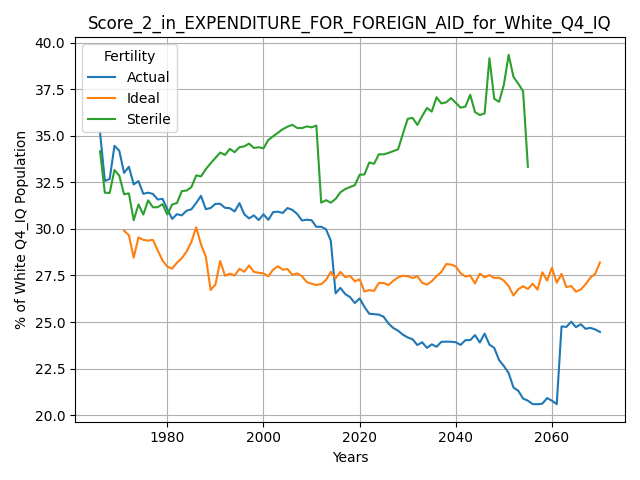 Score_2_in_EXPENDITURE_FOR_FOREIGN_AID_for_White_Q4_IQ
Fertility
Actual
Ideal
Sterile
% of White Q4_IQ Population
40.0
37.5
35.0
32.5
30.0
27.5
25.0
22.5
20.0
1980
2000
2020
2040
2060
Years